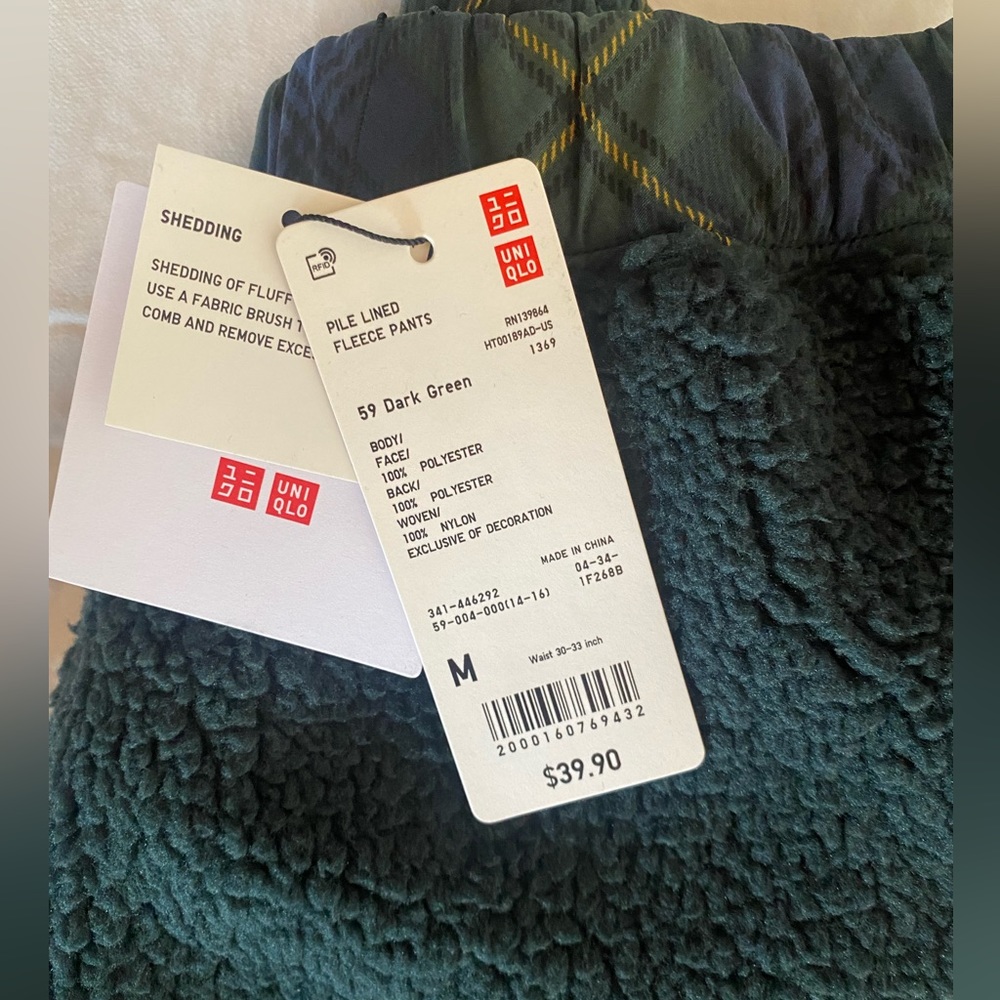 SHEDDING
SHEDDING OF FLUFF
USE A FABRIC BRUSH
COMB AND REMOVE
ユニ
クロ
UNI
QLO
RFID
ユニ
クロ
UNI
QLO
PILE LINED
FLEECE PANTS
RN139864
HT00189AD-US
1369
59 Dark Green
BODY/
FACE/
100% POLYESTER
BACK/
100% POLYESTER
WOVEN/
100% NYLON
EXCLUSIVE OF DECORATION
MADE IN CHINA
04-34-
1F268B
341-446292
59-004-000(14-16)
M
Waist 30-33 inch
2000160769432
$39.90